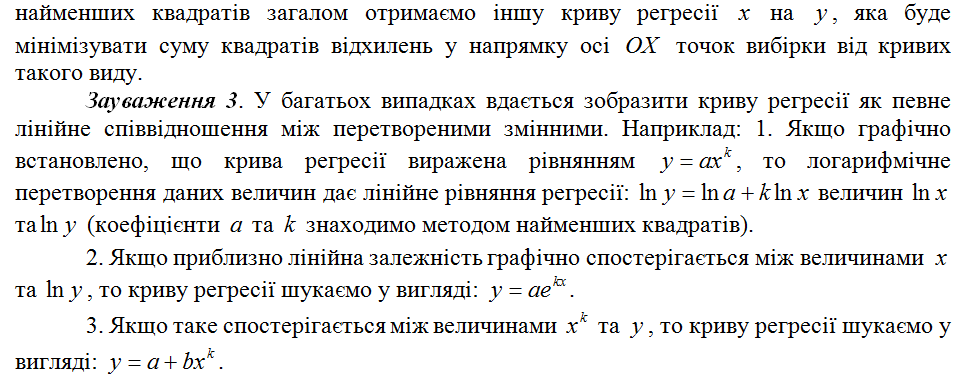 найменших квадратів загалом отримаємо іншу криву регресії x на y, яка буде
мінімізувати суму квадратів відхилень у напрямку осі OX точок вибірки від кривих
такого виду.
Зауваження 3. У багатьох випадках вдається зобразити криву регресії як певне
лінійне співвідношення між перетвореними змінними. Наприклад: 1. Якщо графічно
встановлено, що крива регресії виражена рівнянням y = ax^k, то логарифмічне
перетворення даних величин дає лінійне рівняння регресії: ln y = ln a + k ln x величин ln x
та ln y (коефіцієнти a та k знаходимо методом найменших квадратів).
2. Якщо приблизно лінійна залежність графічно спостерігається між величинами x
та ln y, то криву регресії шукаємо у вигляді: y = ae^{kx}.
3. Якщо таке спостерігається між величинами x^k та y, то криву регресії шукаємо у
вигляді: y = a + bx^k.